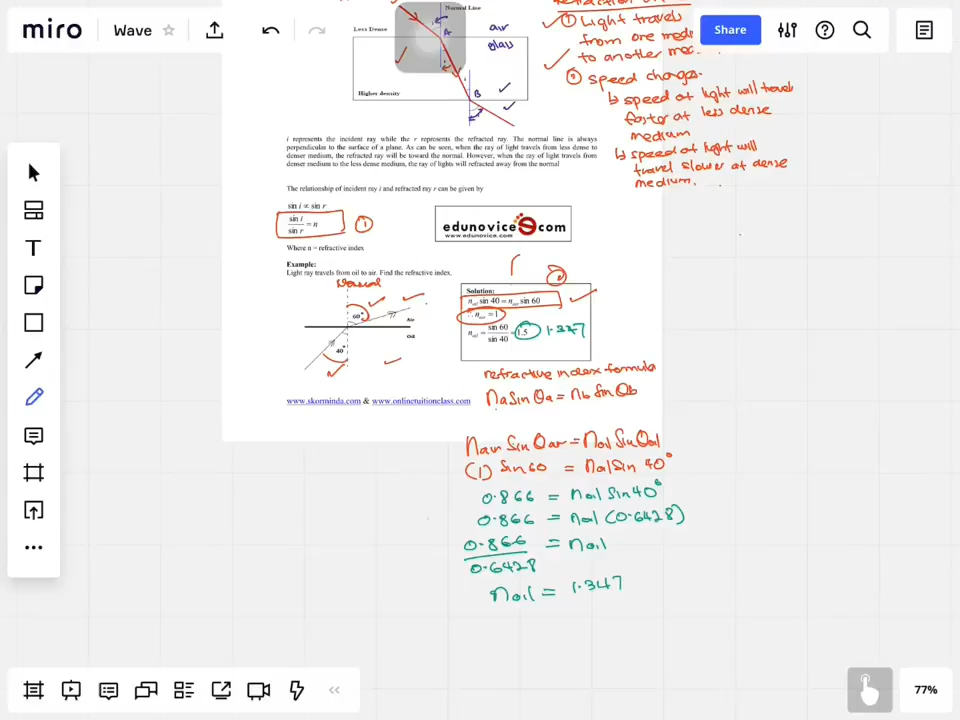 miro
Wave
Share
Normal Line
Less Dense
air
glass
A
B
Higher density
① Light travels
from one medi
to another me
② speed changes.
↳ speed of light will travel
faster at less dense
medium
↳ speed of light will
travel slower at dense
medium.
i represents the incident ray while the r represents the refracted ray. The normal line is always
perpendicular to the surface of a plane. As can be seen, when the ray of light travels from less dense to
denser medium, the refracted ray will be toward the normal. However, when the ray of light travels from
denser medium to the less dense medium, the ray of lights will refracted away from the normal
The relationship of incident ray i and refracted ray r can be given by
sin i ∝ sin r
sin i / sin r = n
①
Where n = refractive index
edunovice.com
www.edunovice.com
Example:
Light ray travels from oil to air. Find the refractive index.
Normal
60°
Air
Oil
40°
②
Solution:
n_oil sin 40 = n_air sin 60
∴ n_air = 1
n_oil = sin 60 / sin 40 = 1.5
1.347
refractive index formula
na Sin θa = nb Sin θb
www.skorminda.com & www.onlinetuitionclass.com
nair Sin θair = noil Sin θoil
(1) Sin 60 = noil Sin 40°
0.866 = noil Sin 40°
0.866 = noil (0.6428)
0.866 / 0.6428 = noil
noil = 1.347
77%